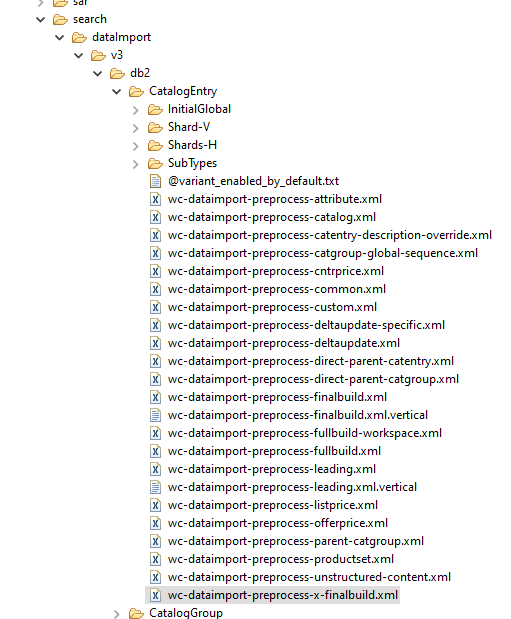 sar
search
dataImport
v3
db2
CatalogEntry
InitialGlobal
Shard-V
Shards-H
SubTypes
@variant_enabled_by_default.txt
wc-dataimport-preprocess-attribute.xml
wc-dataimport-preprocess-catalog.xml
wc-dataimport-preprocess-catentry-description-override.xml
wc-dataimport-preprocess-catgroup-global-sequence.xml
wc-dataimport-preprocess-cntrprice.xml
wc-dataimport-preprocess-common.xml
wc-dataimport-preprocess-custom.xml
wc-dataimport-preprocess-deltaupdate-specific.xml
wc-dataimport-preprocess-deltaupdate.xml
wc-dataimport-preprocess-direct-parent-catentry.xml
wc-dataimport-preprocess-direct-parent-catgroup.xml
wc-dataimport-preprocess-finalbuild.xml
wc-dataimport-preprocess-finalbuild.xml.vertical
wc-dataimport-preprocess-fullbuild-workspace.xml
wc-dataimport-preprocess-fullbuild.xml
wc-dataimport-preprocess-leading.xml
wc-dataimport-preprocess-leading.xml.vertical
wc-dataimport-preprocess-listprice.xml
wc-dataimport-preprocess-offerprice.xml
wc-dataimport-preprocess-parent-catgroup.xml
wc-dataimport-preprocess-productset.xml
wc-dataimport-preprocess-unstructured-content.xml
wc-dataimport-preprocess-x-finalbuild.xml
CatalogGroup